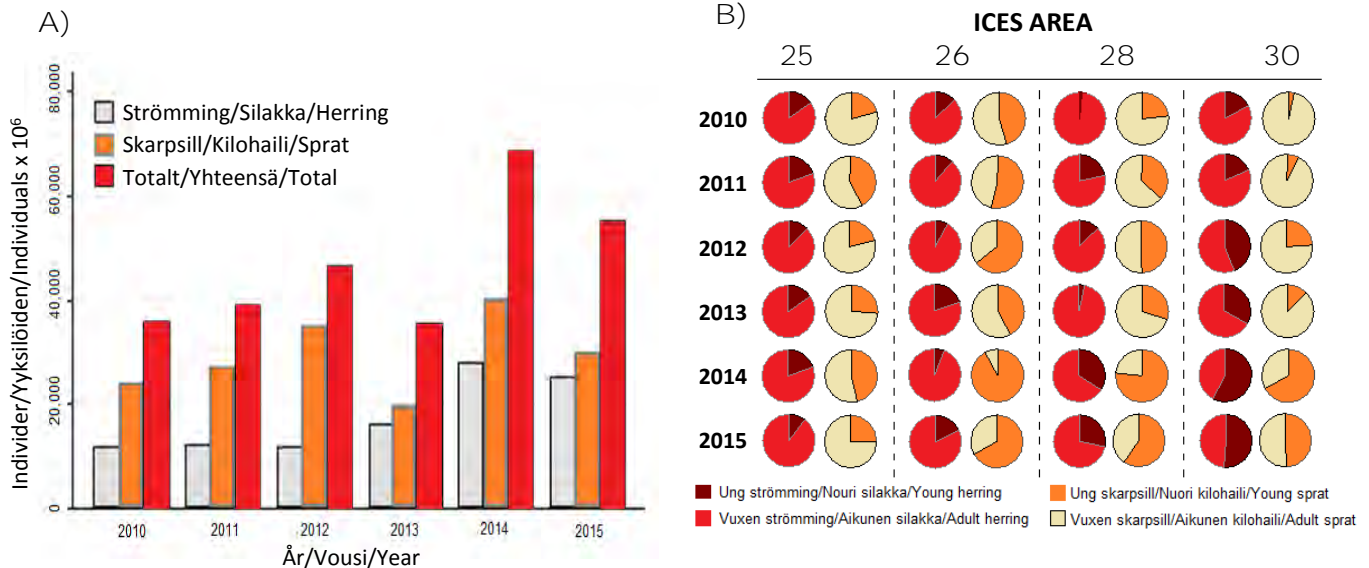 A)
Individer/Yyksilöiden/Individuals x 10⁶
80,000
60,000
40,000
20,000
0
Strömming/Silakka/Herring
Skarpsill/Kilohaili/Sprat
Totalt/Yhteensä/Total
2010 2011 2012 2013 2014 2015
År/Vousi/Year
B)
ICES AREA
25 26 28 30
2010
2011
2012
2013
2014
2015
Ung strömming/Nouri silakka/Young herring
Ung skarpsill/Nuori kilohaili/Young sprat
Vuxen strömming/Aikunen silakka/Adult herring
Vuxen skarpsill/Aikunen kilohaili/Adult sprat